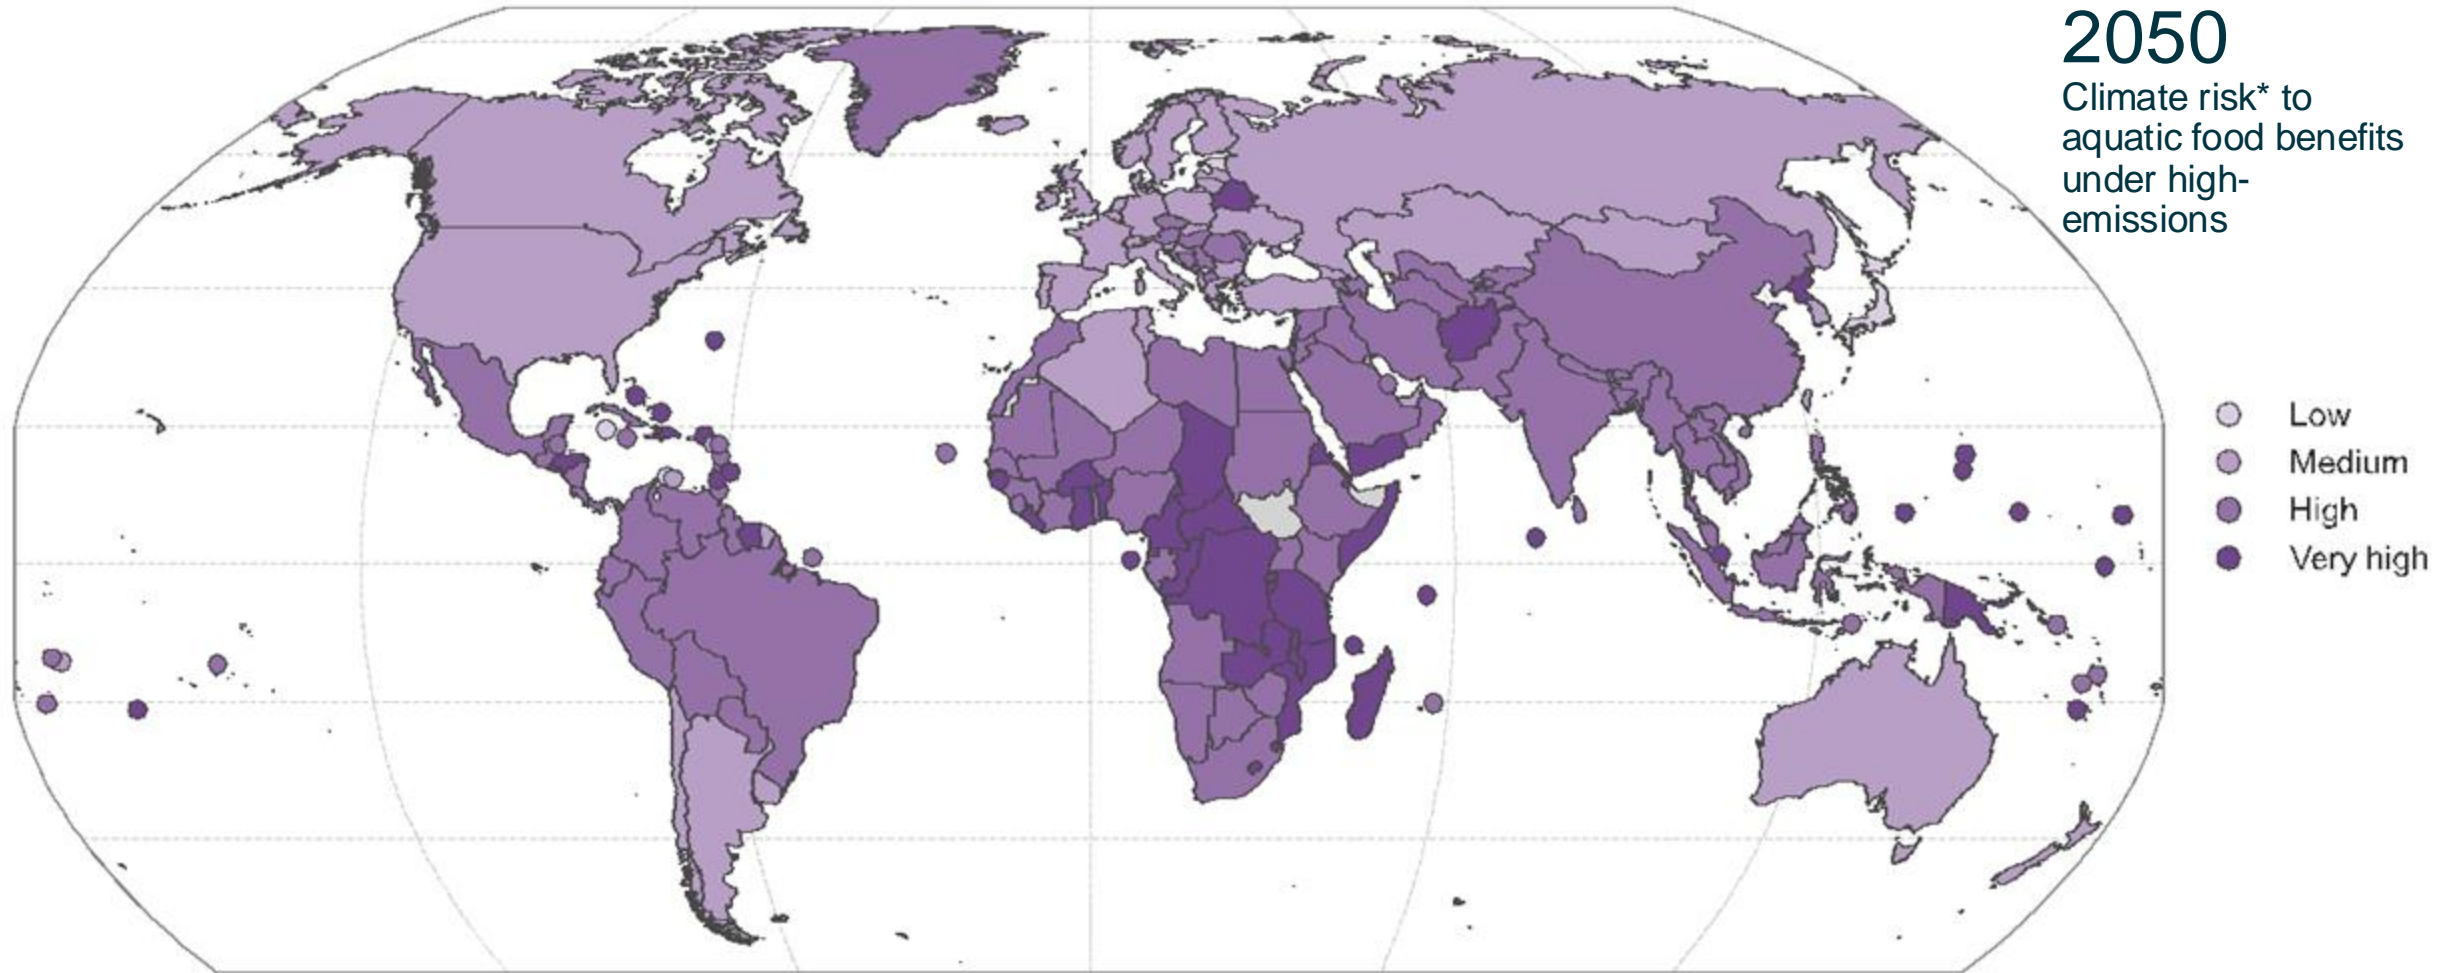 2050
Climate risk* to
aquatic food benefits
under high-
emissions
Low
Medium
High
Very high